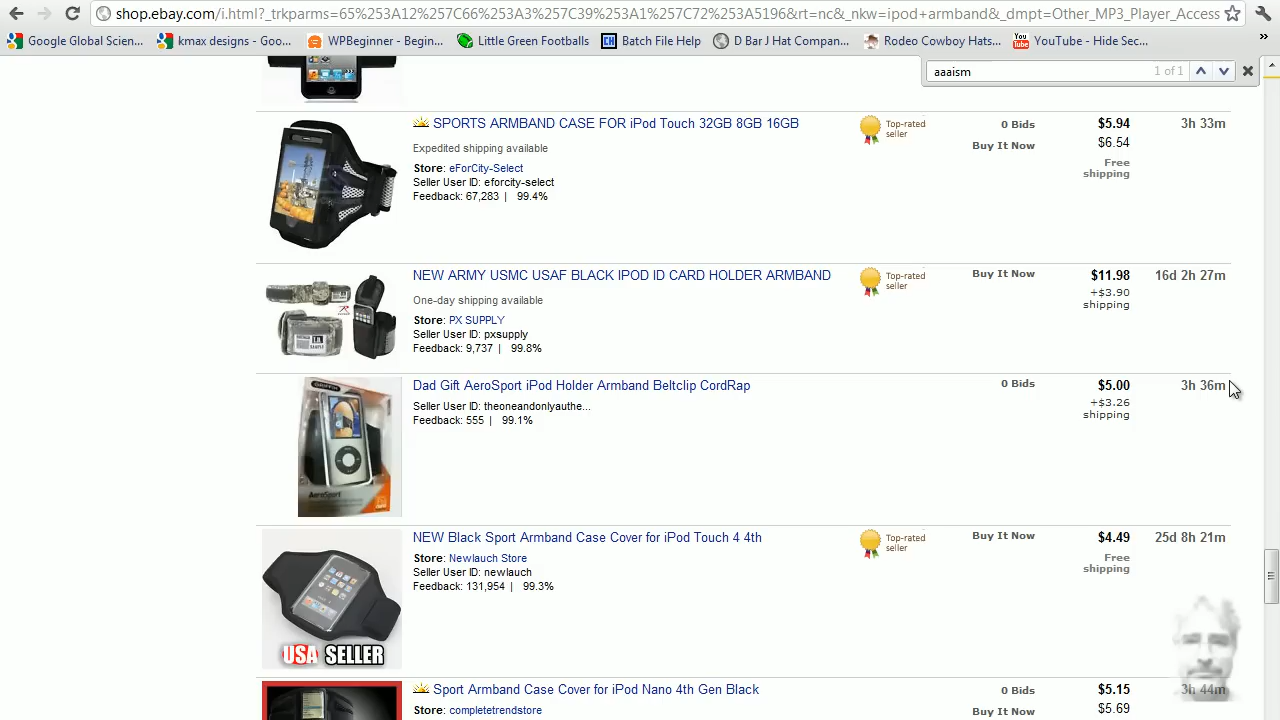 shop.ebay.com/i.html?_trkparms=65%253A12%257C66%253A3%257C39%253A1%257C72%253A5196&rt=nc&_nkw=ipod+armband&_dmpt=Other_MP3_Player_Access
Google Global Scien... kmax designs - Goo... WPBeginner - Begin... Little Green Footballs Batch File Help D & J Hat Compan... Rodeo Cowboy Hats... YouTube - Hide Sec... »
aaaism 1 of 1
SPORTS ARMBAND CASE FOR iPod Touch 32GB 8GB 16GB
Top-rated seller
0 Bids $5.94 3h 33m
Buy It Now $6.54
Expedited shipping available
Free shipping
Store: eForCity-Select
Seller User ID: eforcity-select
Feedback: 67,283 | 99.4%
NEW ARMY USMC USAF BLACK IPOD ID CARD HOLDER ARMBAND
Top-rated seller
Buy It Now $11.98 16d 2h 27m
+$3.90 shipping
One-day shipping available
Store: PX SUPPLY
Seller User ID: pxsupply
Feedback: 9,737 | 99.8%
Dad Gift AeroSport iPod Holder Armband Beltclip CordRap
0 Bids $5.00 3h 36m
+$3.26 shipping
Seller User ID: theoneandonlyauthe...
Feedback: 555 | 99.1%
GRIFFIN
AeroSport
NEW Black Sport Armband Case Cover for iPod Touch 4 4th
Top-rated seller
Buy It Now $4.49 25d 8h 21m
Free shipping
Store: Newlauch Store
Seller User ID: newlauch
Feedback: 131,954 | 99.3%
USA SELLER
Sport Armband Case Cover for iPod Nano 4th Gen
0 Bids $5.15 3h 44m
Store: completetrendstore
Buy It Now $5.69